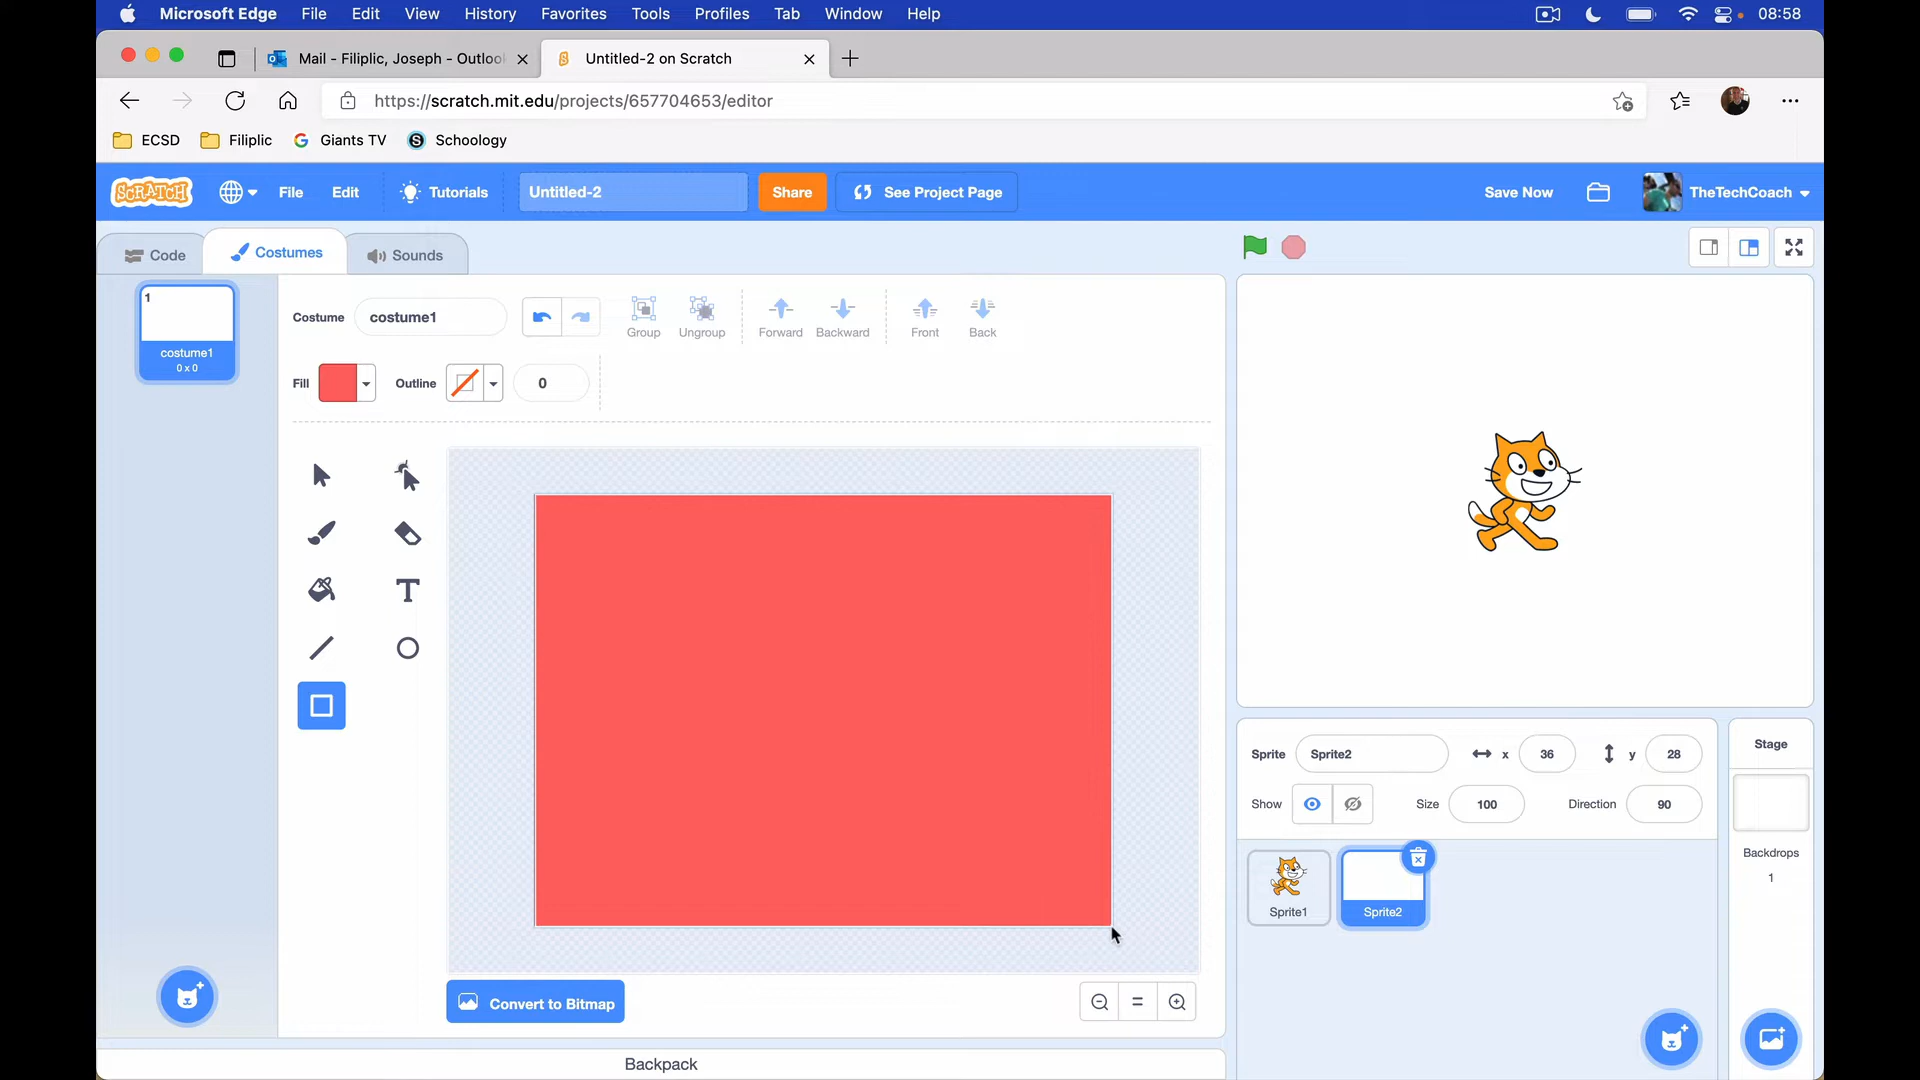 Microsoft Edge File Edit View History Favorites Tools Profiles Tab Window Help 08:58
Mail - Filiplic, Joseph - Outloo
Untitled-2 on Scratch
https://scratch.mit.edu/projects/657704653/editor
ECSD Filiplic Giants TV Schoology
SCRATCH File Edit Tutorials Untitled-2 Share See Project Page Save Now TheTechCoach
Code Costumes Sounds
1
costume1
0 x 0
Costume costume1 Group Ungroup Forward Backward Front Back
Fill Outline 0
T
Convert to Bitmap
Backpack
Sprite Sprite2 x 36 y 28
Show Size 100 Direction 90
Sprite1
Sprite2
Stage
Backdrops
1